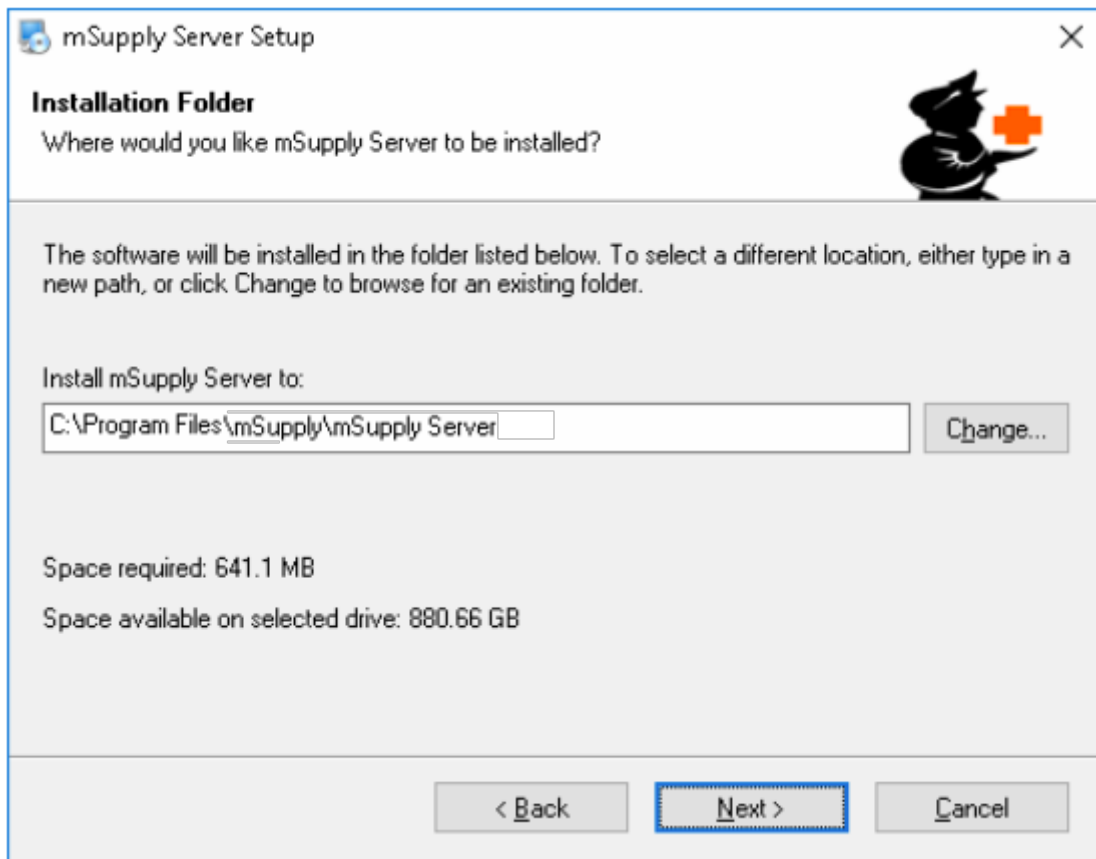 mSupply Server Setup
Installation Folder
Where would you like mSupply Server to be installed?
The software will be installed in the folder listed below. To select a different location, either type in a
new path, or click Change to browse for an existing folder.
Install mSupply Server to:
C:\Program Files\mSupply\mSupply Server
Change...
Space required: 641.1 MB
Space available on selected drive: 880.66 GB
< Back
Next >
Cancel